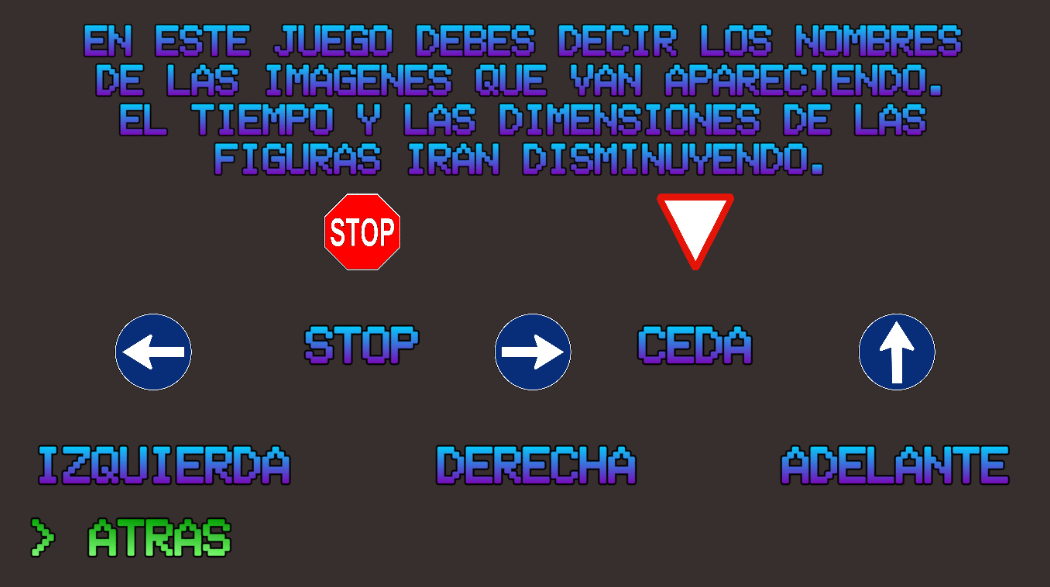 EN ESTE JUEGO DEBES DECIR LOS NOMBRES
DE LAS IMAGENES QUE VAN APARECIENDO.
EL TIEMPO Y LAS DIMENSIONES DE LAS
FIGURAS IRAN DISMINUYENDO.
STOP
STOP
CEDA
IZQUIERDA
DERECHA
ADELANTE
> ATRAS